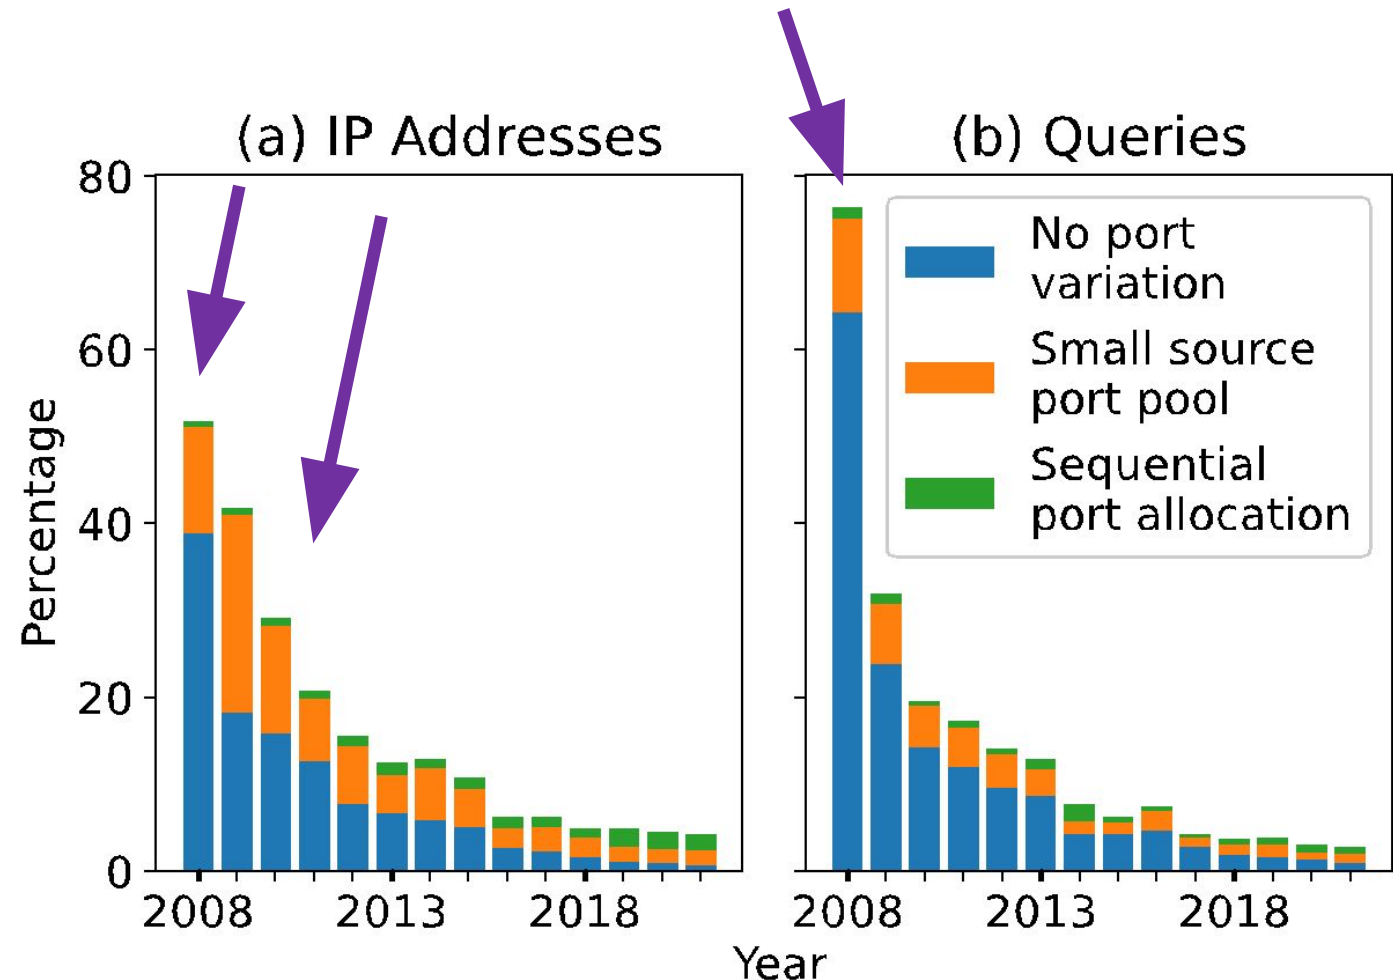 (a) IP Addresses
(b) Queries
Percentage
80
60
40
20
0
No port
variation
Small source
port pool
Sequential
port allocation
2008 2013 2018
2008 2013 2018
Year